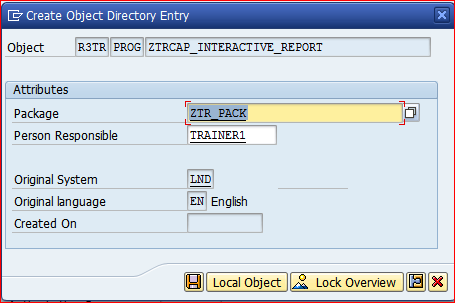 Create Object Directory Entry
Object R3TR PROG ZTRCAP_INTERACTIVE_REPORT
Attributes
Package ZTR_PACK
Person Responsible TRAINER1
Original System LND
Original language EN English
Created On
Local Object Lock Overview